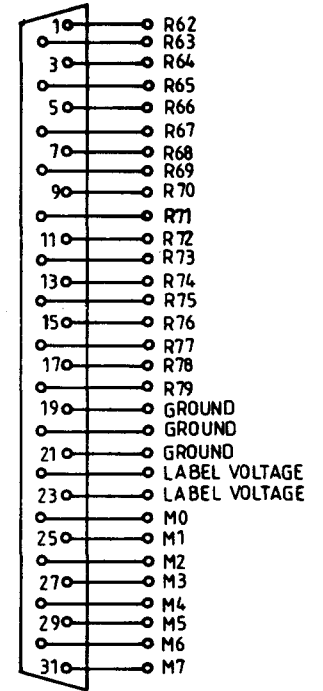 1 R62
R63
3 R64
R65
5 R66
R67
7 R68
R69
9 R70
R71
11 R72
R73
13 R74
R75
15 R76
R77
17 R78
R79
19 GROUND
GROUND
21 GROUND
LABEL VOLTAGE
23 LABEL VOLTAGE
M0
25 M1
M2
27 M3
M4
29 M5
M6
31 M7